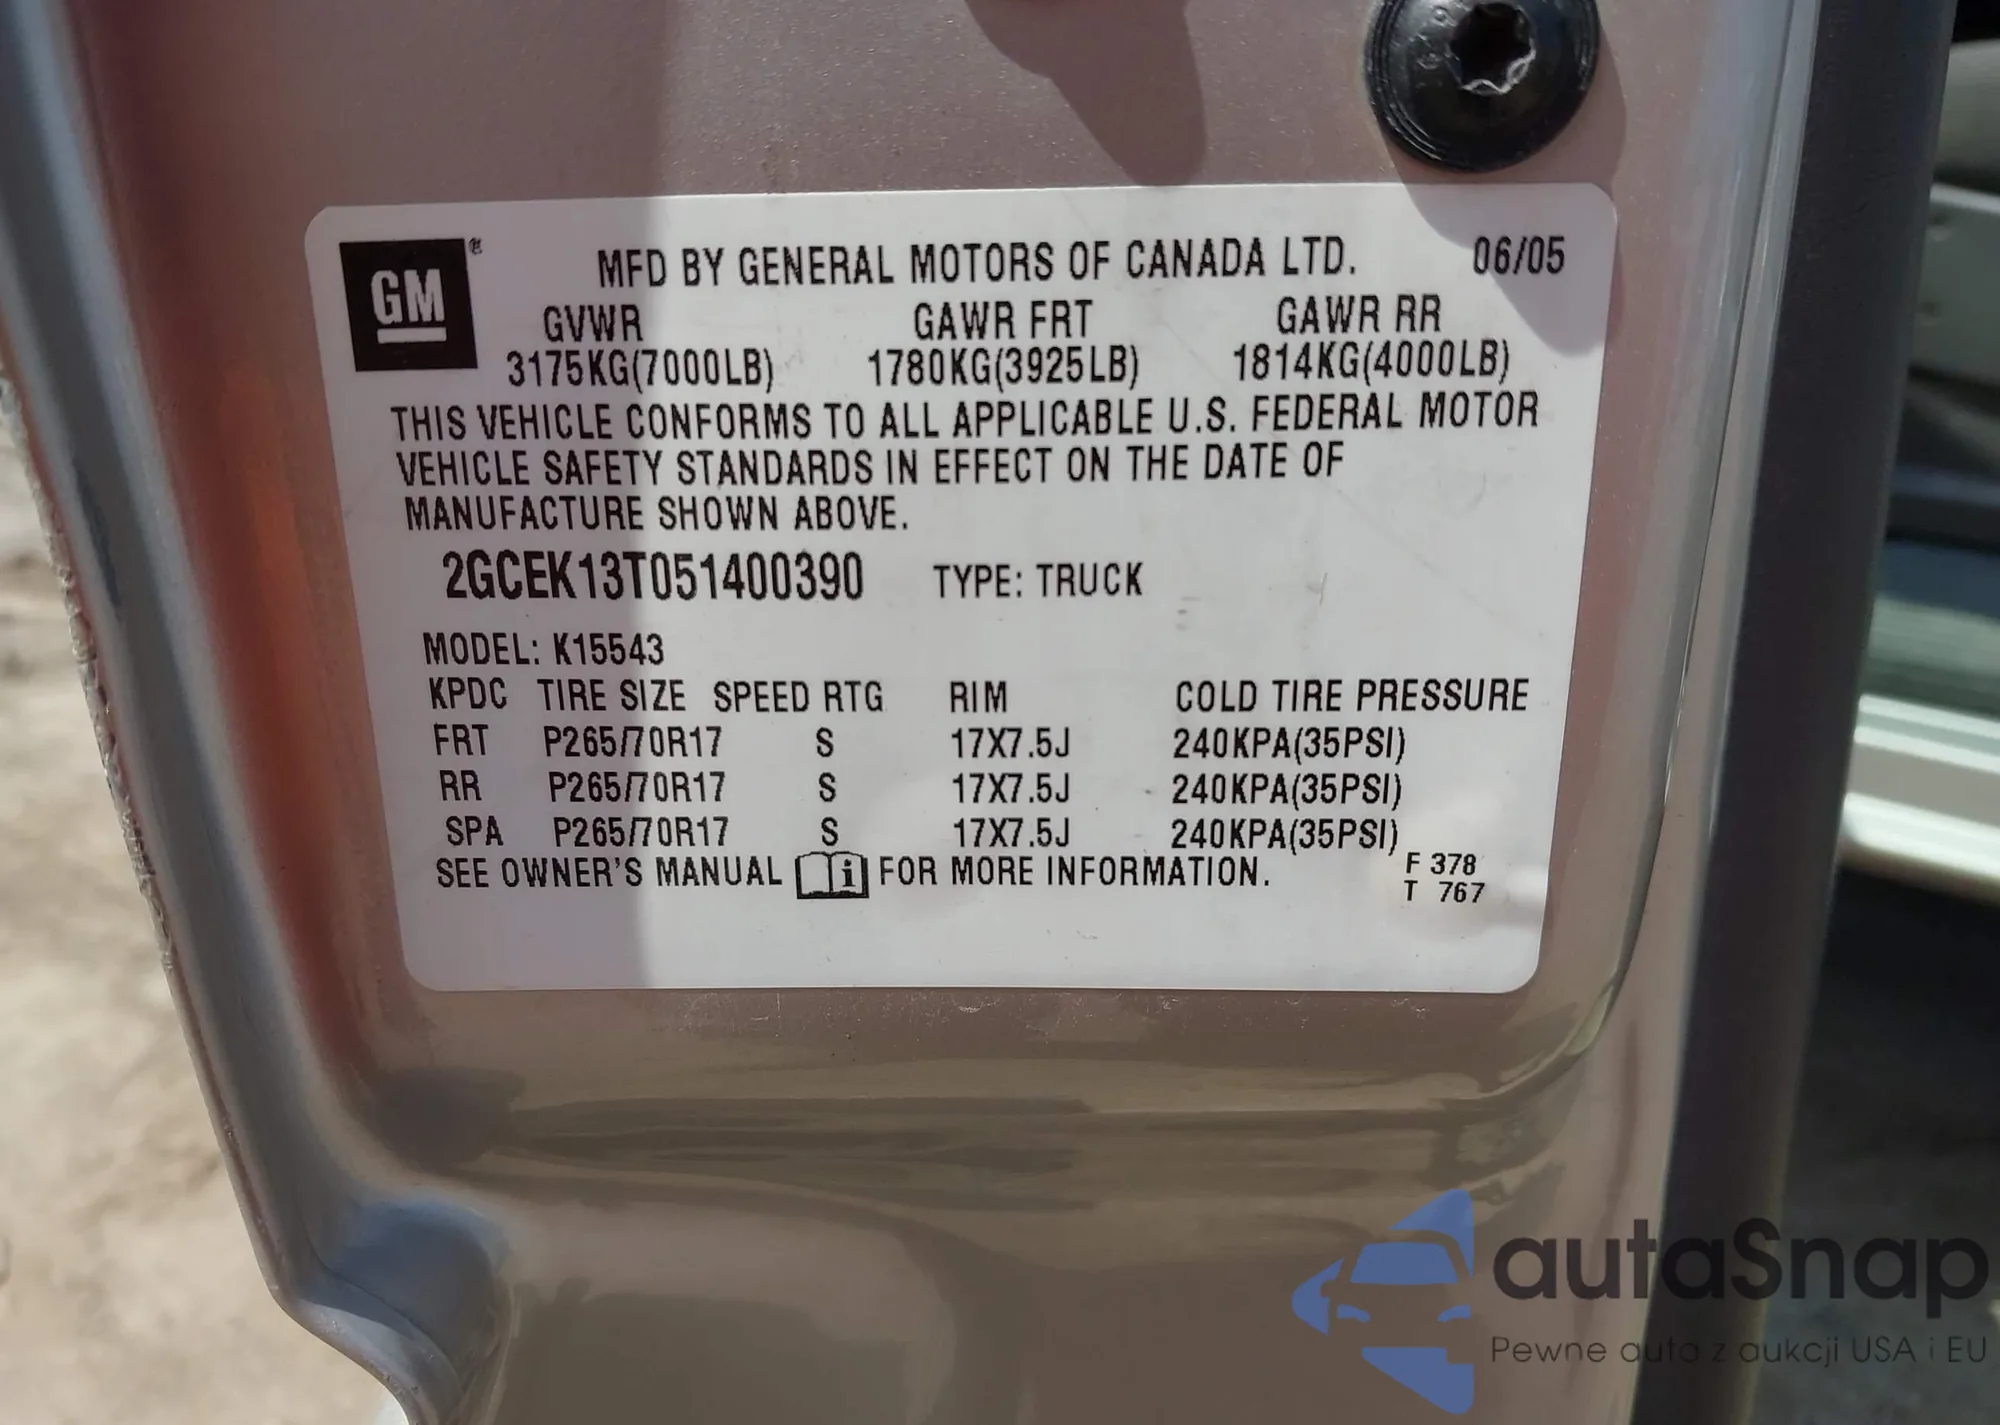 GM ®
MFD BY GENERAL MOTORS OF CANADA LTD. 06/05
GVWR GAWR FRT GAWR RR
3175KG(7000LB) 1780KG(3925LB) 1814KG(4000LB)
THIS VEHICLE CONFORMS TO ALL APPLICABLE U.S. FEDERAL MOTOR
VEHICLE SAFETY STANDARDS IN EFFECT ON THE DATE OF
MANUFACTURE SHOWN ABOVE.
2GCEK13T051400390 TYPE: TRUCK
MODEL: K15543
KPDC TIRE SIZE SPEED RTG RIM COLD TIRE PRESSURE
FRT P265/70R17 S 17X7.5J 240KPA(35PSI)
RR P265/70R17 S 17X7.5J 240KPA(35PSI)
SPA P265/70R17 S 17X7.5J 240KPA(35PSI)
SEE OWNER'S MANUAL i FOR MORE INFORMATION.
F 378
T 767
autaSnap
Pewne auta z aukcji USA i EU